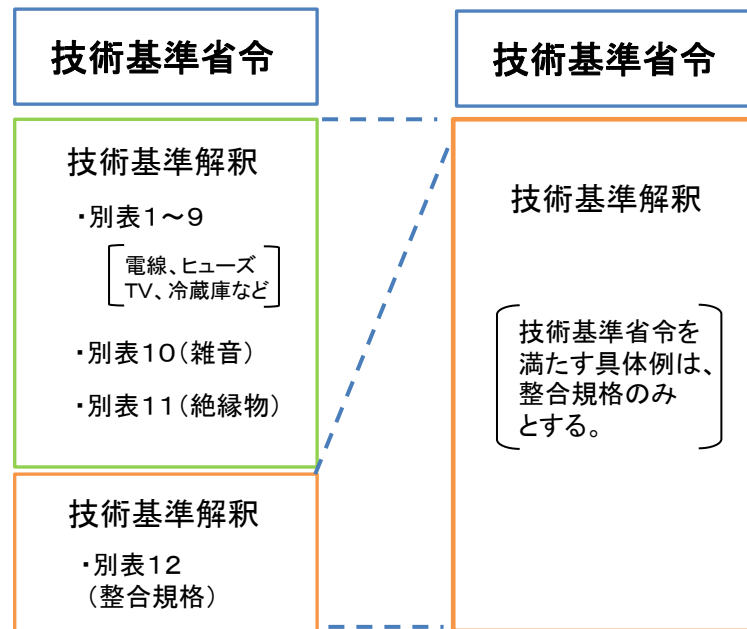 技術基準省令
技術基準解釈
・別表1～9
電線、ヒューズ
TV、冷蔵庫など
・別表10(雑音)
・別表11(絶縁物)
技術基準解釈
・別表12
(整合規格)
技術基準省令
技術基準解釈
技術基準省令を
満たす具体例は、
整合規格のみ
とする。